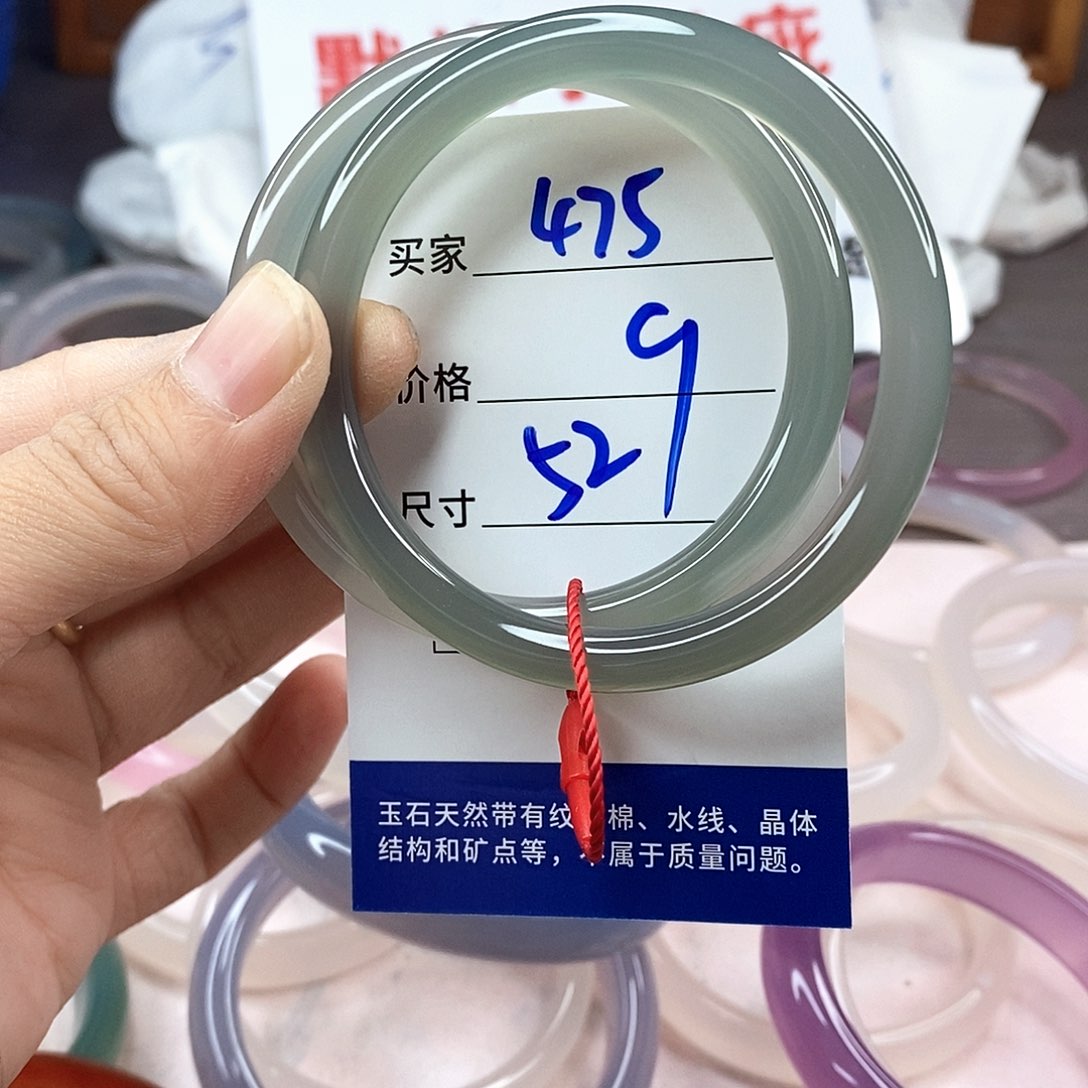 买家 475
价格 9
尺寸 52
玉石天然带有纹 棉、水线、晶体
结构和矿点等，不属于质量问题。